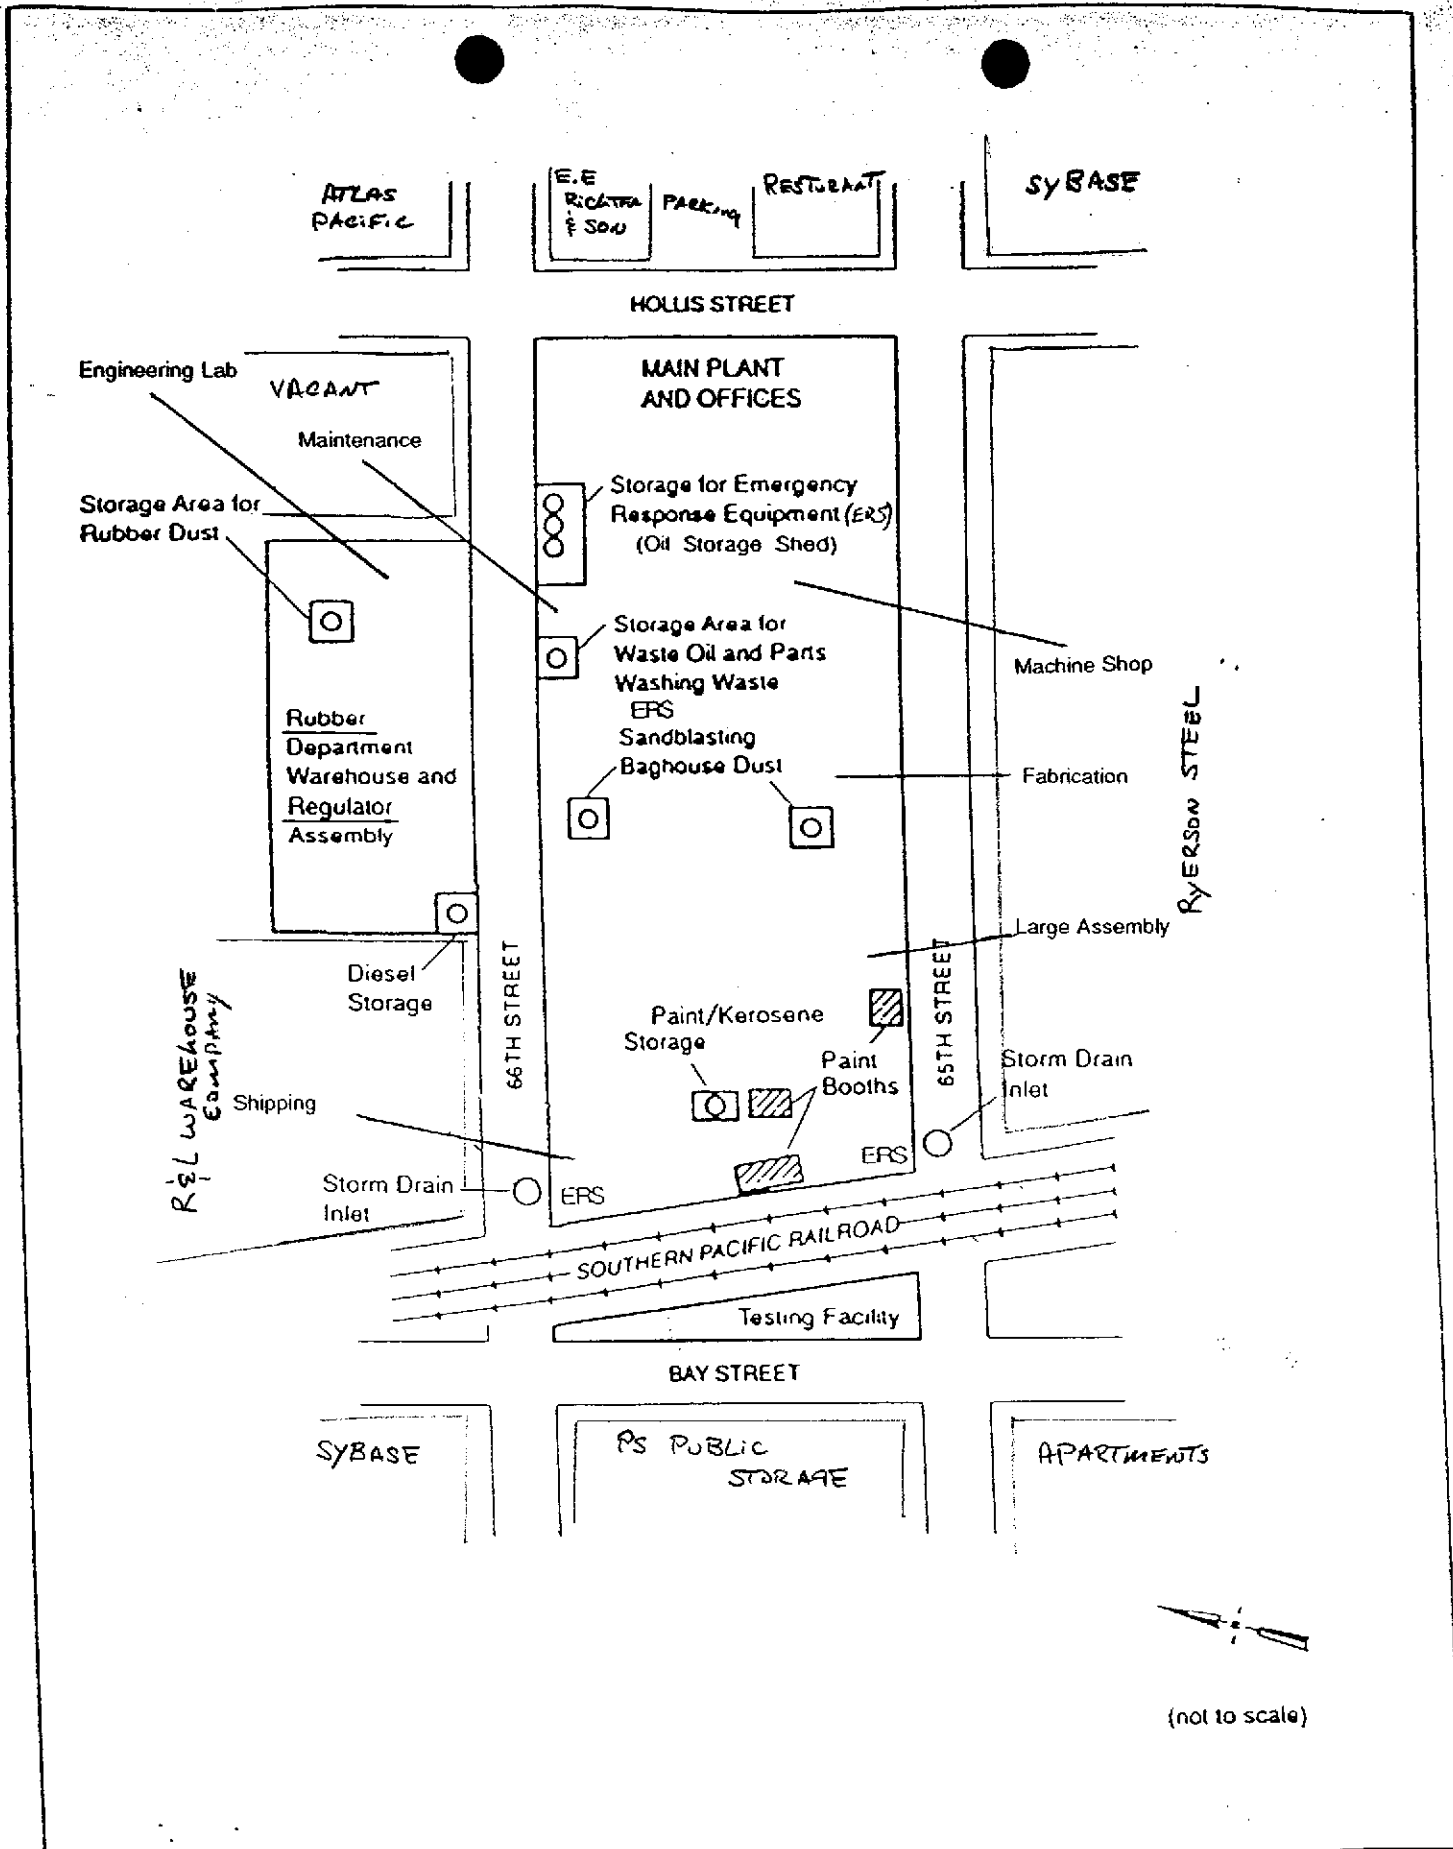 ATLAS
PACIFIC
E.E
RICHTER
& SON
PARKING
RESTURANT
SYBASE
HOLLIS STREET
MAIN PLANT
AND OFFICES
Engineering Lab
VACANT
Maintenance
Storage Area for
Rubber Dust
Storage for Emergency
Response Equipment (ERS)
(Oil Storage Shed)
Storage Area for
Waste Oil and Parts
Washing Waste
ERS
Sandblasting
Baghouse Dust
Machine Shop
Rubber
Department
Warehouse and
Regulator
Assembly
Fabrication
RYERSON STEEL
Large Assembly
Diesel
Storage
66TH STREET
65TH STREET
R & L WAREHOUSE
COMPANY
Paint/Kerosene
Storage
Paint
Booths
Storm Drain
Inlet
Shipping
ERS
Storm Drain
Inlet
ERS
SOUTHERN PACIFIC RAILROAD
Testing Facility
BAY STREET
SYBASE
PS PUBLIC
STORAGE
APARTMENTS
(not to scale)